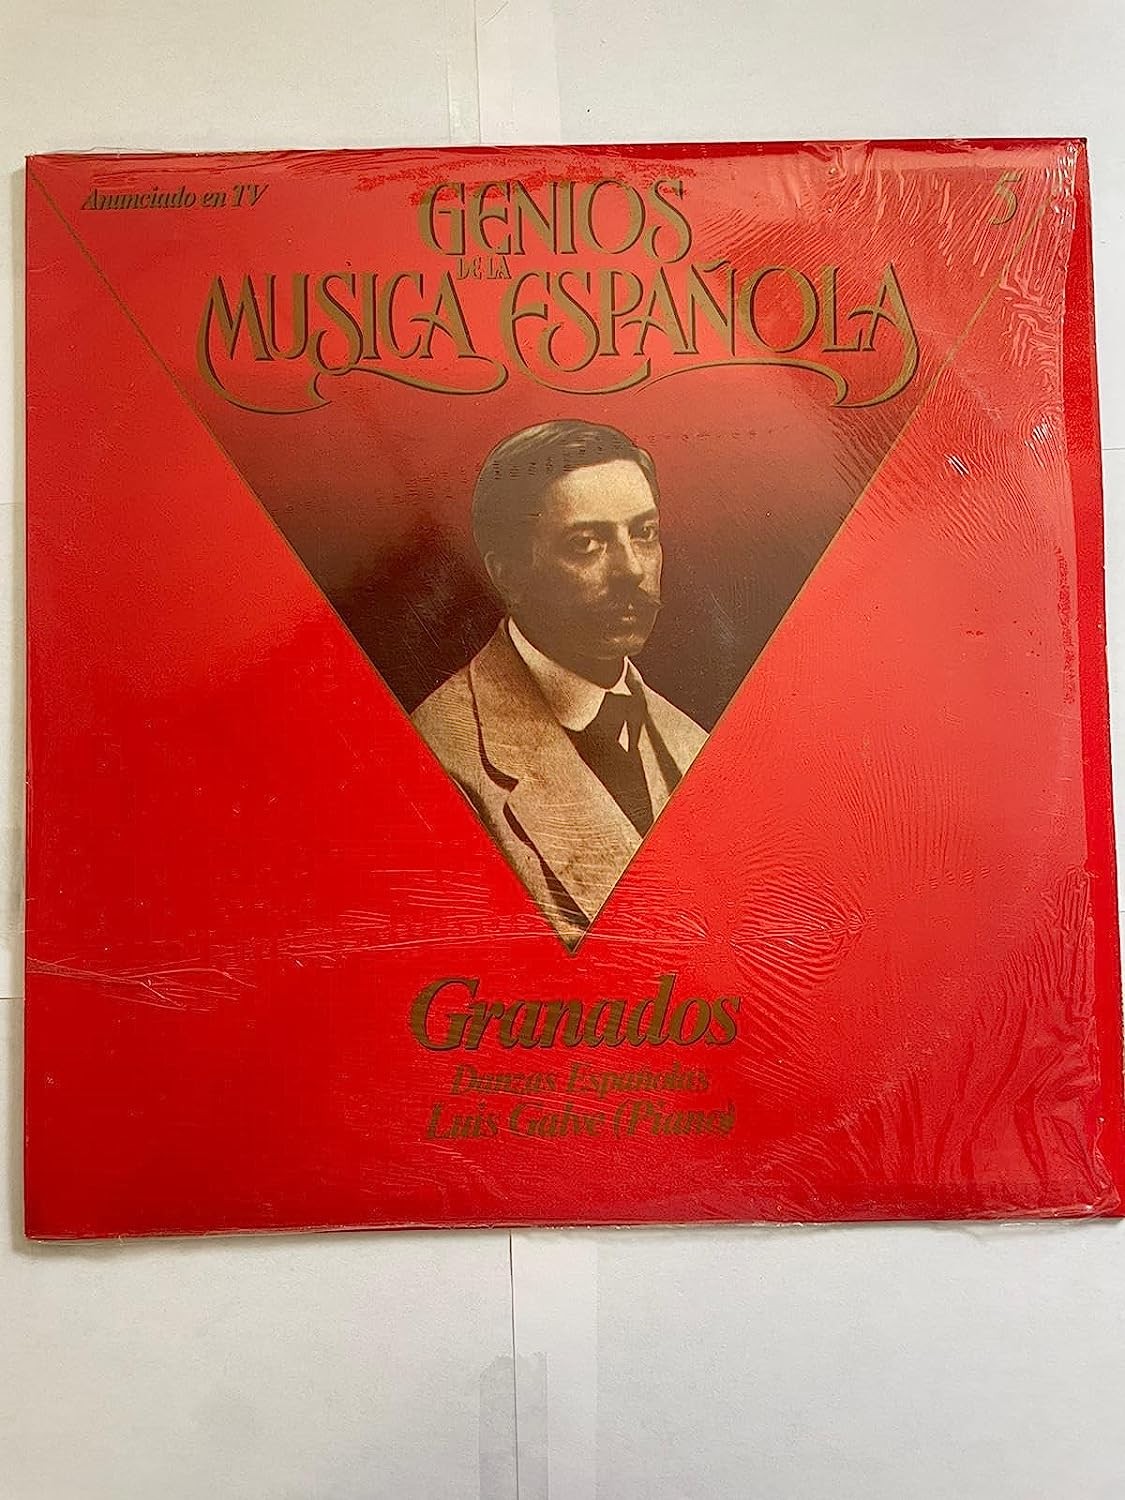 Anunciado en TV
5
GENIOS
DE LA
MUSICA ESPAÑOLA
Granados
Danzas Españolas
Luis Galve (Piano)